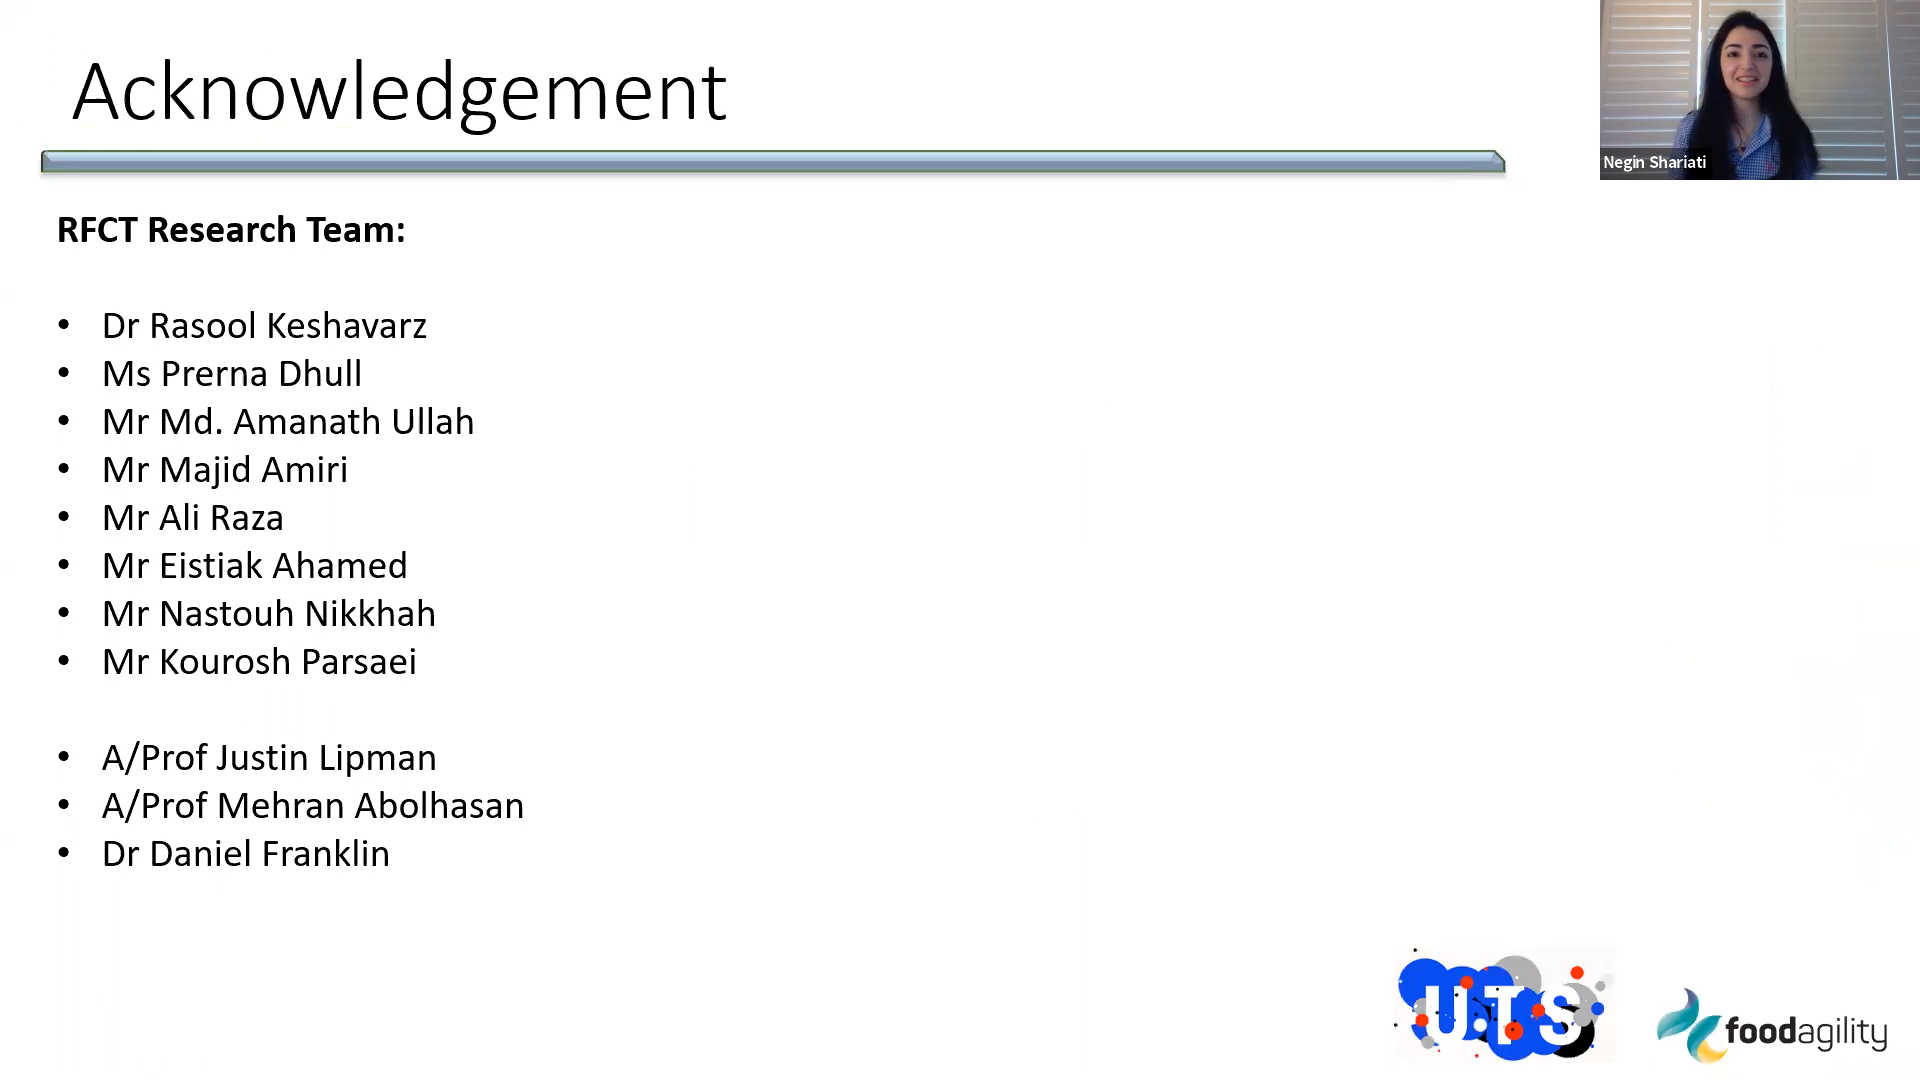 Acknowledgement
Negin Shariati
RFCT Research Team:
• Dr Rasool Keshavarz
• Ms Prerna Dhull
• Mr Md. Amanath Ullah
• Mr Majid Amiri
• Mr Ali Raza
• Mr Eistiak Ahamed
• Mr Nastouh Nikkhah
• Mr Kourosh Parsaei
• A/Prof Justin Lipman
• A/Prof Mehran Abolhasan
• Dr Daniel Franklin
UTS
foodagility